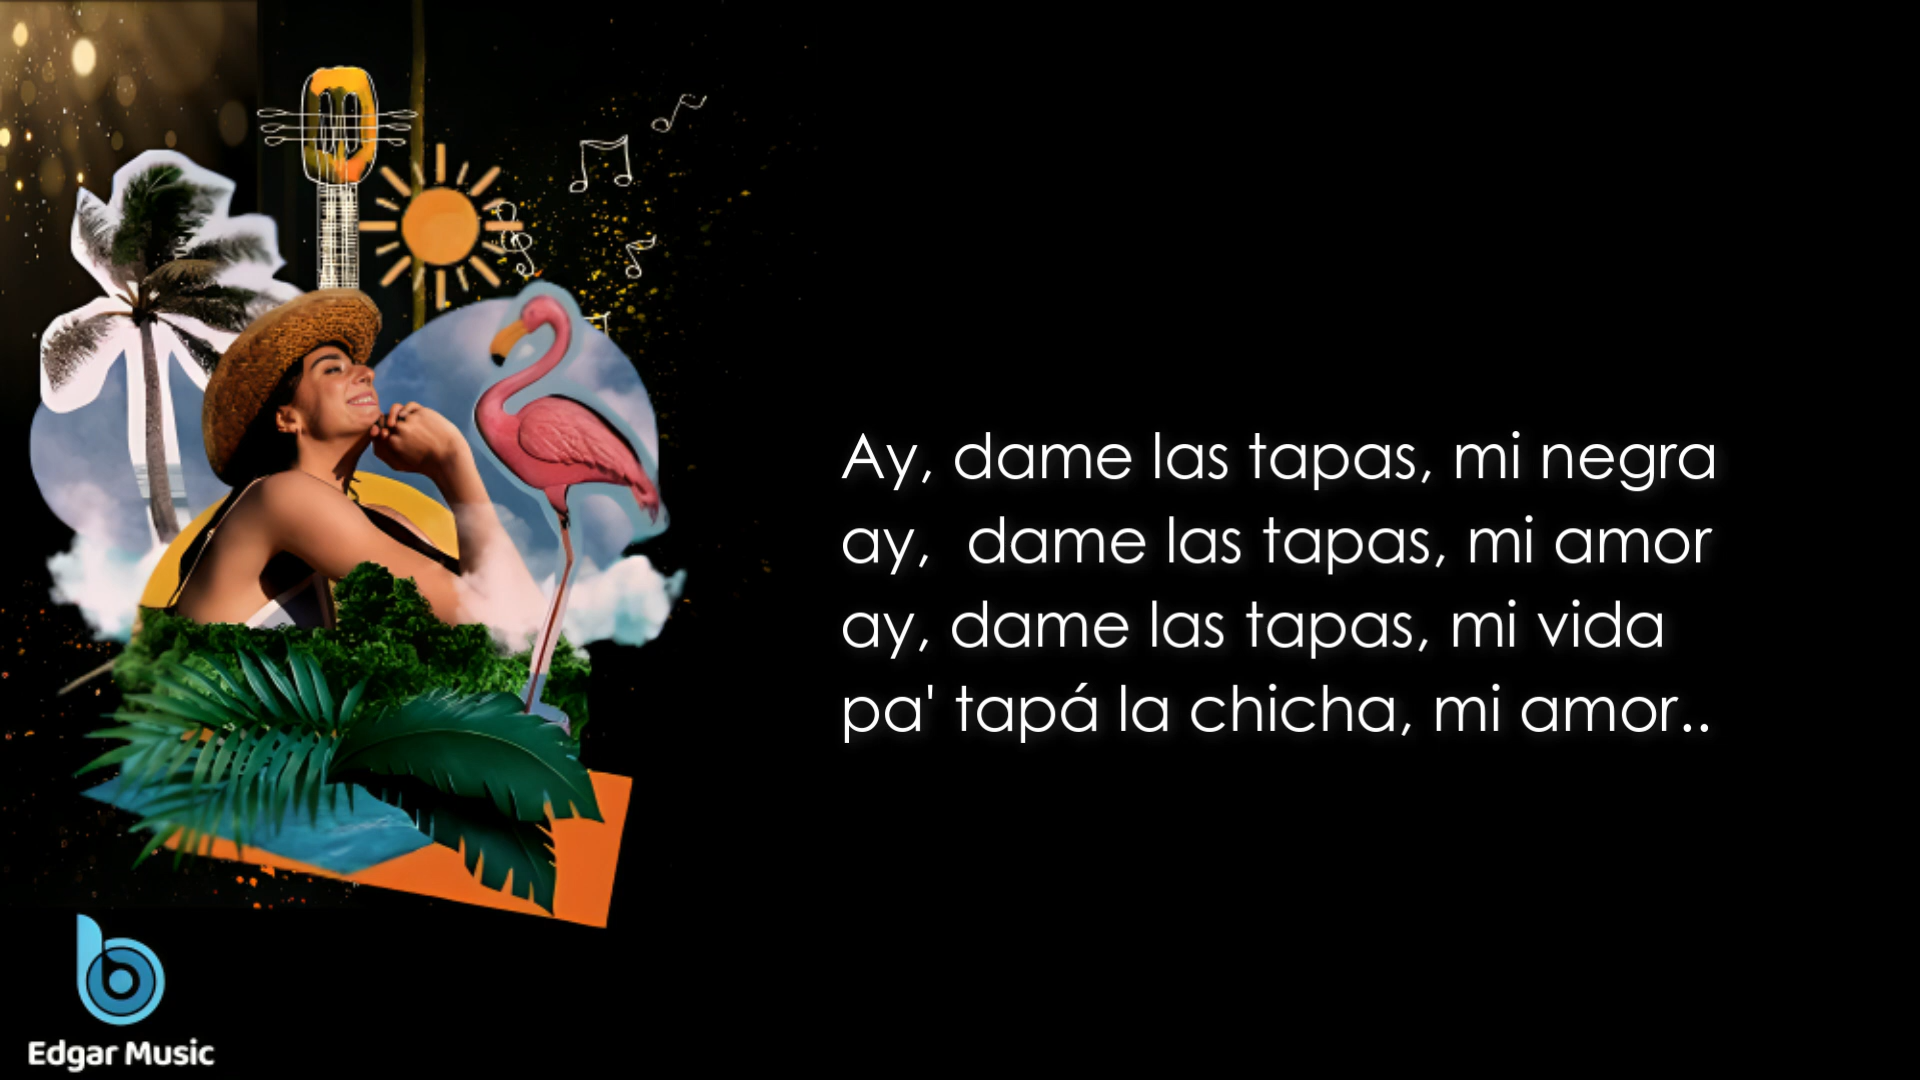 Ay, dame las tapas, mi negra
ay,  dame las tapas, mi amor
ay, dame las tapas, mi vida
pa' tapá la chicha, mi amor..
Edgar Music